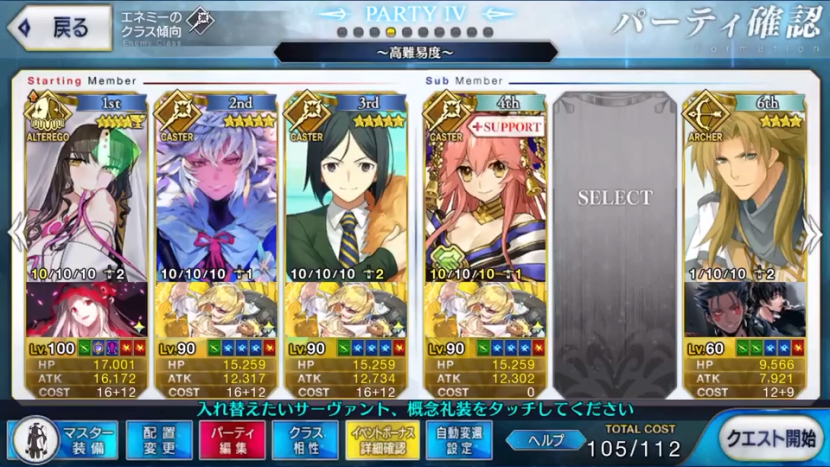 戻る
エネミーの
クラス傾向
Enemy Class
PARTY IV
~高難易度~
パーティ確認
Formation
Starting Member
Sub Member
1st
2nd
3rd
4th
6th
ALTEREGO
CASTER
CASTER
CASTER
+SUPPORT
ARCHER
SELECT
10/10/10 2
10/10/10 1
10/10/10 2
10/10/10 1
1/10/10 2
Lv.100
Lv.90
Lv.90
Lv.90
Lv.60
HP 17,001
HP 15,259
HP 15,259
HP 15,259
HP 9,566
ATK 16,172
ATK 12,317
ATK 12,734
ATK 12,302
ATK 7,921
COST 16+12
COST 16+12
COST 16+12
COST 0
COST 12+9
入れ替えたいサーヴァント、概念礼装をタッチしてください
マスター
装備
配置
変更
パーティ
編集
クラス
相性
イベントボーナス
詳細確認
自動変遷
設定
ヘルプ
TOTAL COST
105/112
クエスト開始